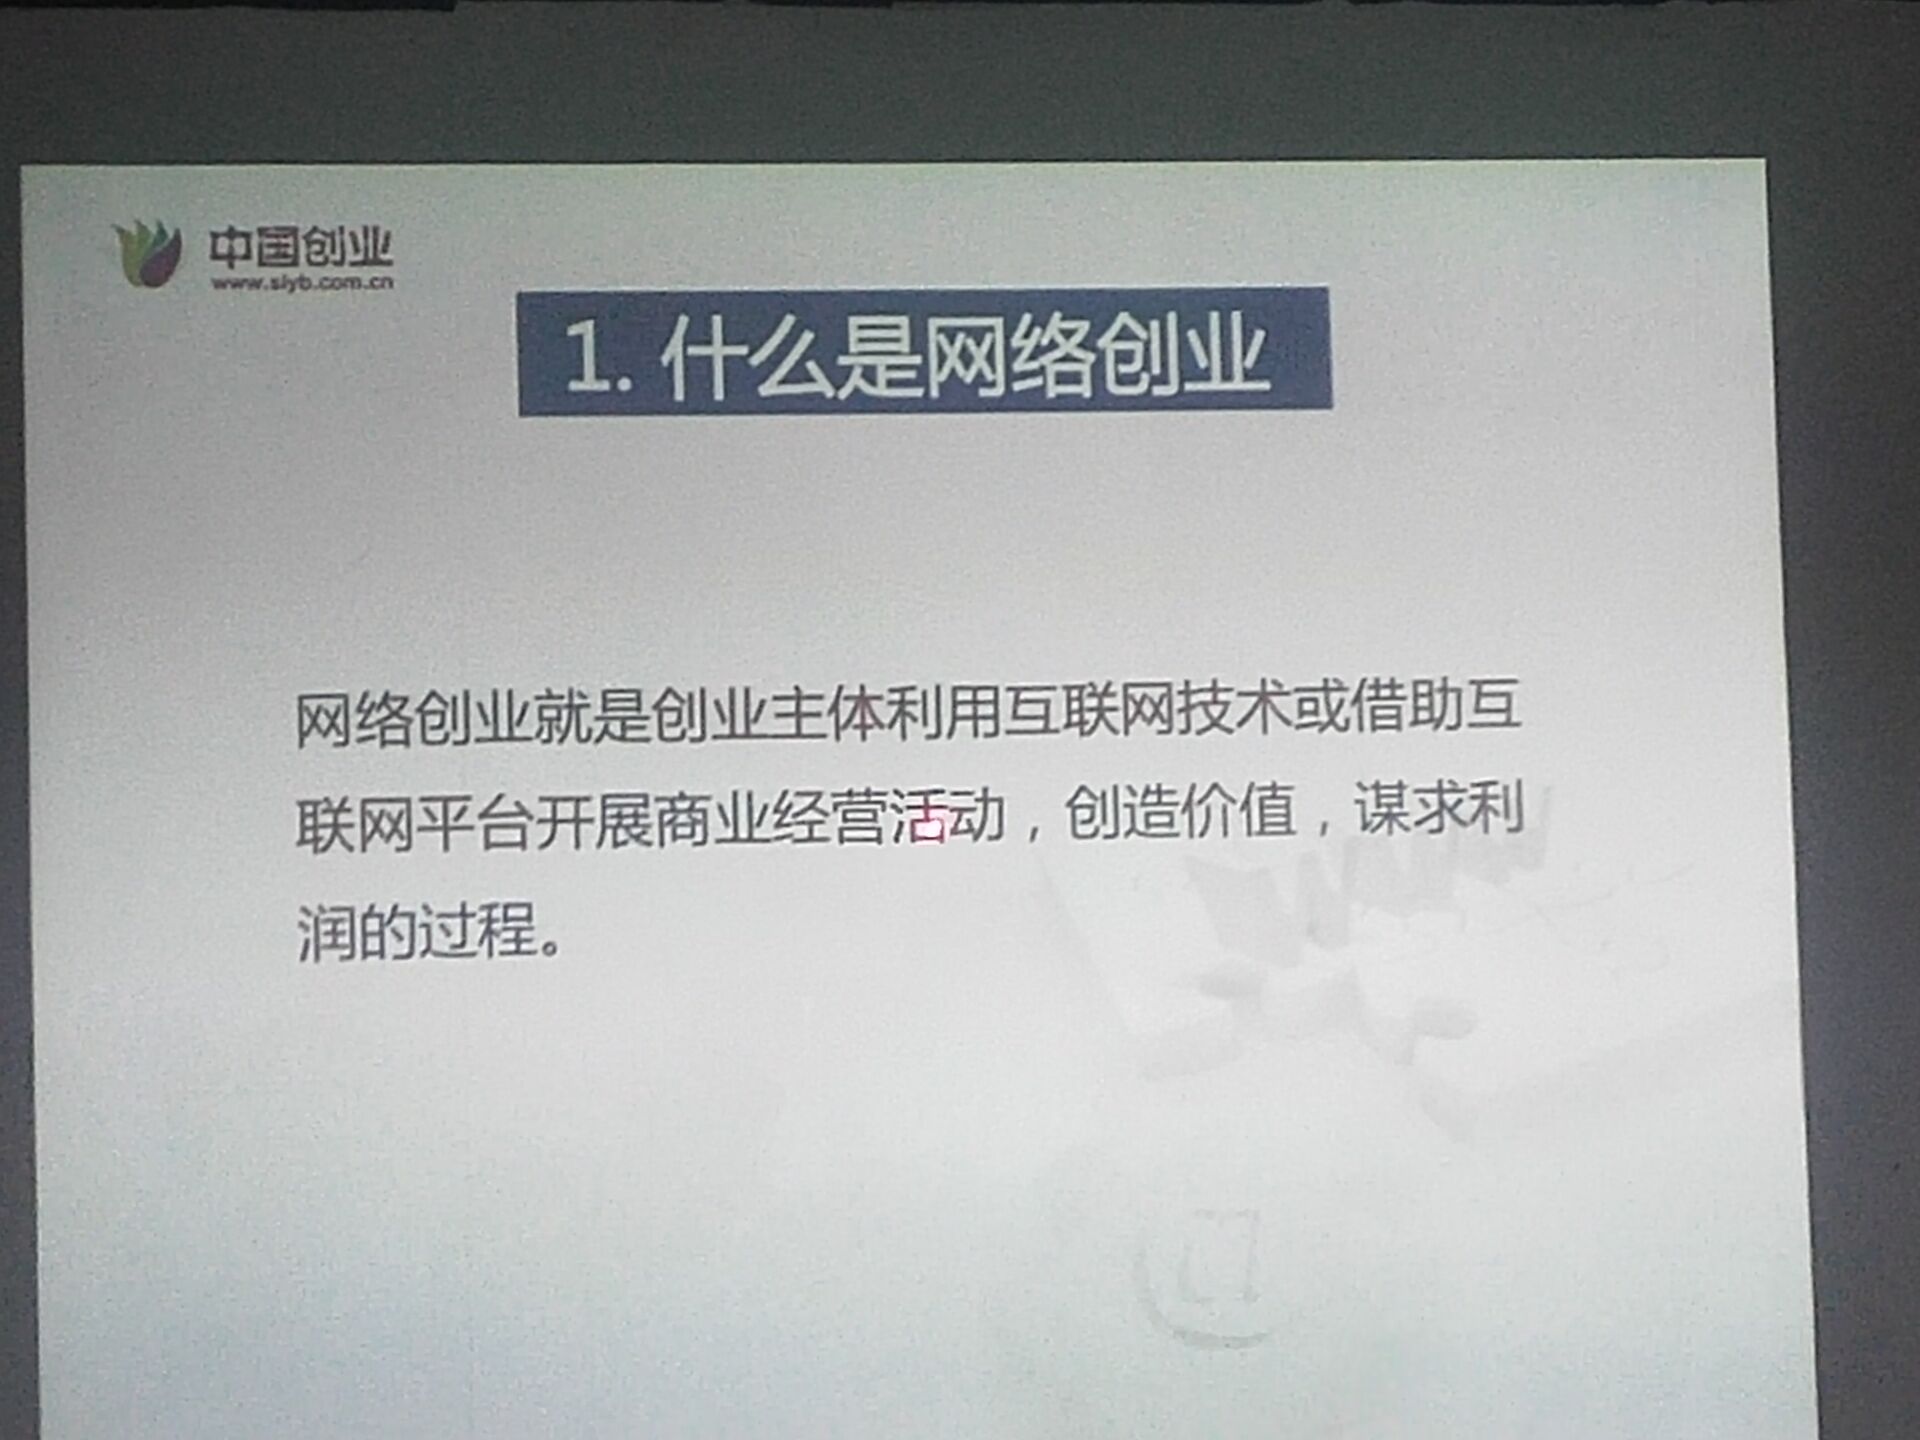 中国创业
www.siyb.com.cn
1. 什么是网络创业
网络创业就是创业主体利用互联网技术或借助互
联网平台开展商业经营活动，创造价值，谋求利
润的过程。